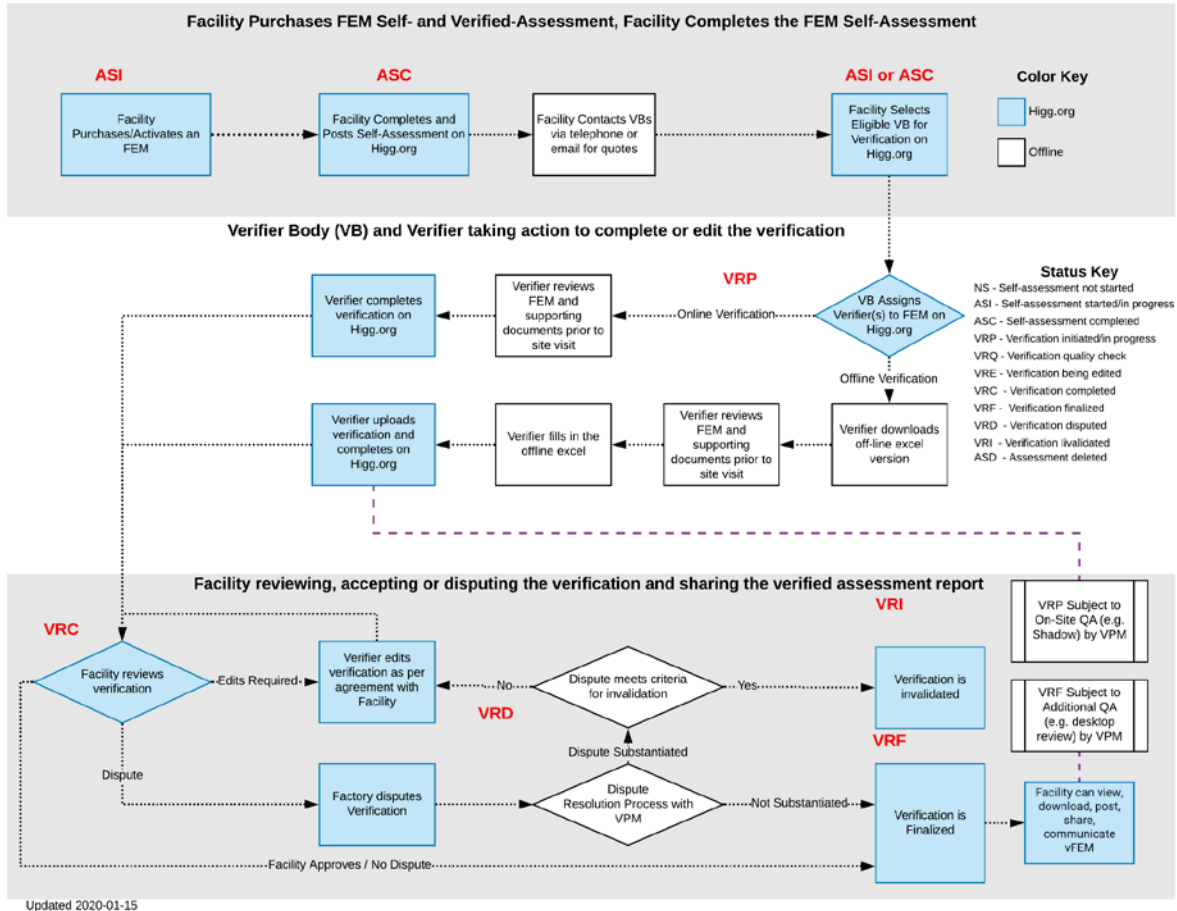 Facility Purchases FEM Self- and Verified-Assessment, Facility Completes the FEM Self-Assessment
ASI
ASC
ASI or ASC
Color Key
Facility
Purchases/Activates an
FEM
Facility Completes and
Posts Self-Assessment on
Higg.org
Facility Contacts VBs
via telephone or
email for quotes
Facility Selects
Eligible VB for
Verification on
Higg.org
Higg.org
Offline
Verifier Body (VB) and Verifier taking action to complete or edit the verification
VRP
Verifier completes
verification on
Higg.org
Verifier reviews
FEM and
supporting
documents prior to
site visit
Online Verification
VB Assigns
Verifier(s) to FEM on
Higg.org
Status Key
NS - Self-assessment not started
ASI - Self-assessment started/in progress
ASC - Self-assessment completed
VRP - Verification initiated/in progress
VRQ - Verification quality check
VRE - Verification being edited
VRC - Verification completed
VRF - Verification finalized
VRD - Verification disputed
VRI - Verification Iivalidated
ASD - Assessment deleted
Offline Verification
Verifier uploads
verification and
completes on
Higg.org
Verifier fills in the
offline excel
Verifier reviews
FEM and
supporting
documents prior to
site visit
Verifier downloads
off-line excel
version
Facility reviewing, accepting or disputing the verification and sharing the verified assessment report
VRC
VRI
VRP Subject to
On-Site QA (e.g.
Shadow) by VPM
Facility reviews
verification
Edits Required
Verifier edits
verification as per
agreement with
Facility
No
VRD
Dispute meets criteria
for invalidation
Yes
Verification is
invalidated
VRF Subject to
Additional QA
(e.g. desktop
review) by VPM
VRF
Dispute Substantiated
Dispute
Factory disputes
Verification
Dispute
Resolution Process with
VPM
Not Substantiated
Verification is
Finalized
Facility can view,
download, post,
share,
communicate
vFEM
Facility Approves / No Dispute
Updated 2020-01-15